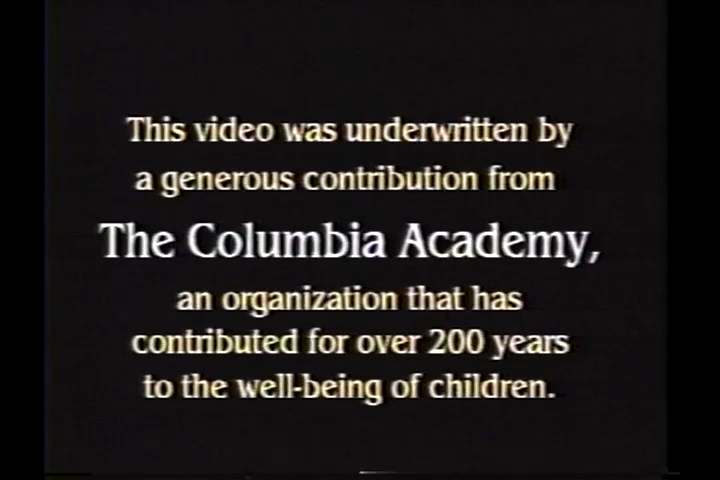 This video was underwritten by
a generous contribution from
The Columbia Academy,
an organization that has
contributed for over 200 years
to the well-being of children.